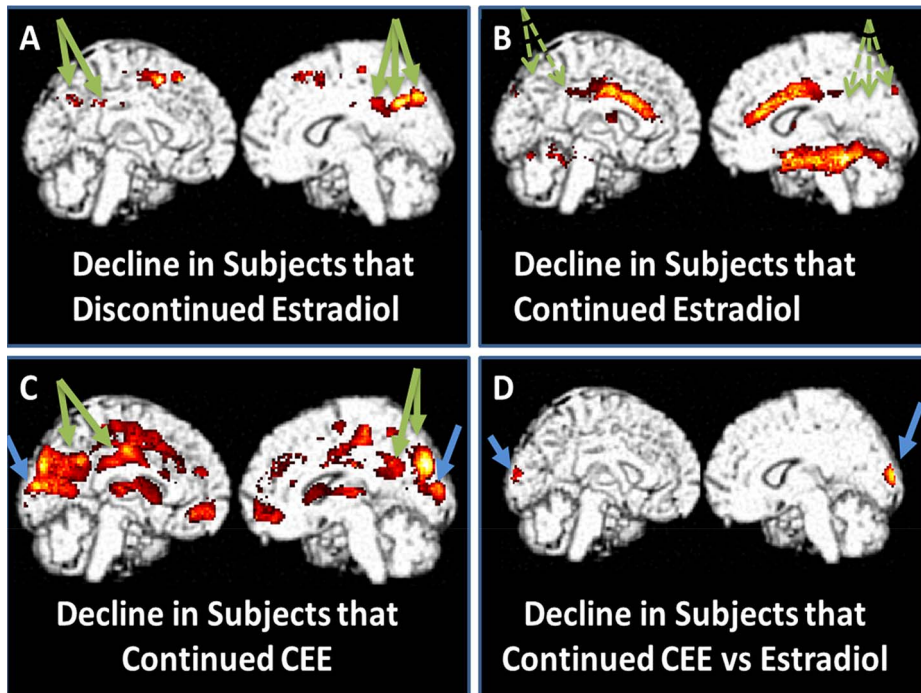 A
Decline in Subjects that
Discontinued Estradiol
B
Decline in Subjects that
Continued Estradiol
C
Decline in Subjects that
Continued CEE
D
Decline in Subjects that
Continued CEE vs Estradiol